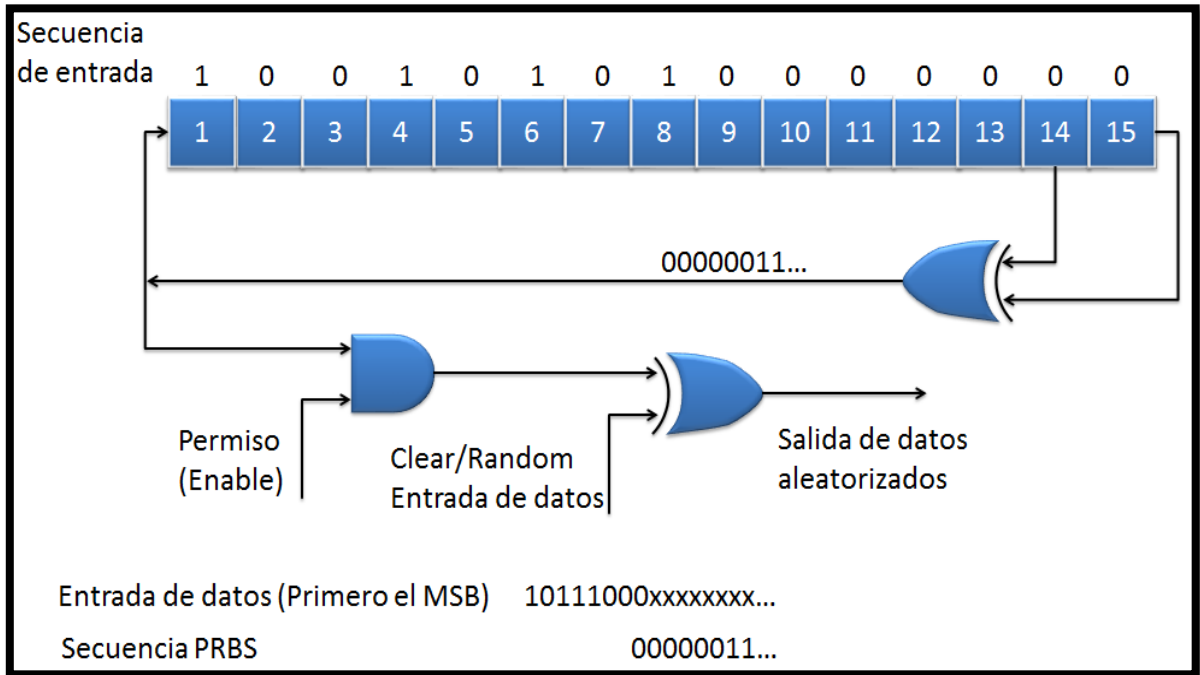 Secuencia
de entrada 1 0 0 1 0 1 0 1 0 0 0 0 0 0 0
1 2 3 4 5 6 7 8 9 10 11 12 13 14 15
00000011...
Permiso
(Enable)
Clear/Random
Entrada de datos
Salida de datos
aleatorizados
Entrada de datos (Primero el MSB) 10111000xxxxxxxx...
Secuencia PRBS 00000011...